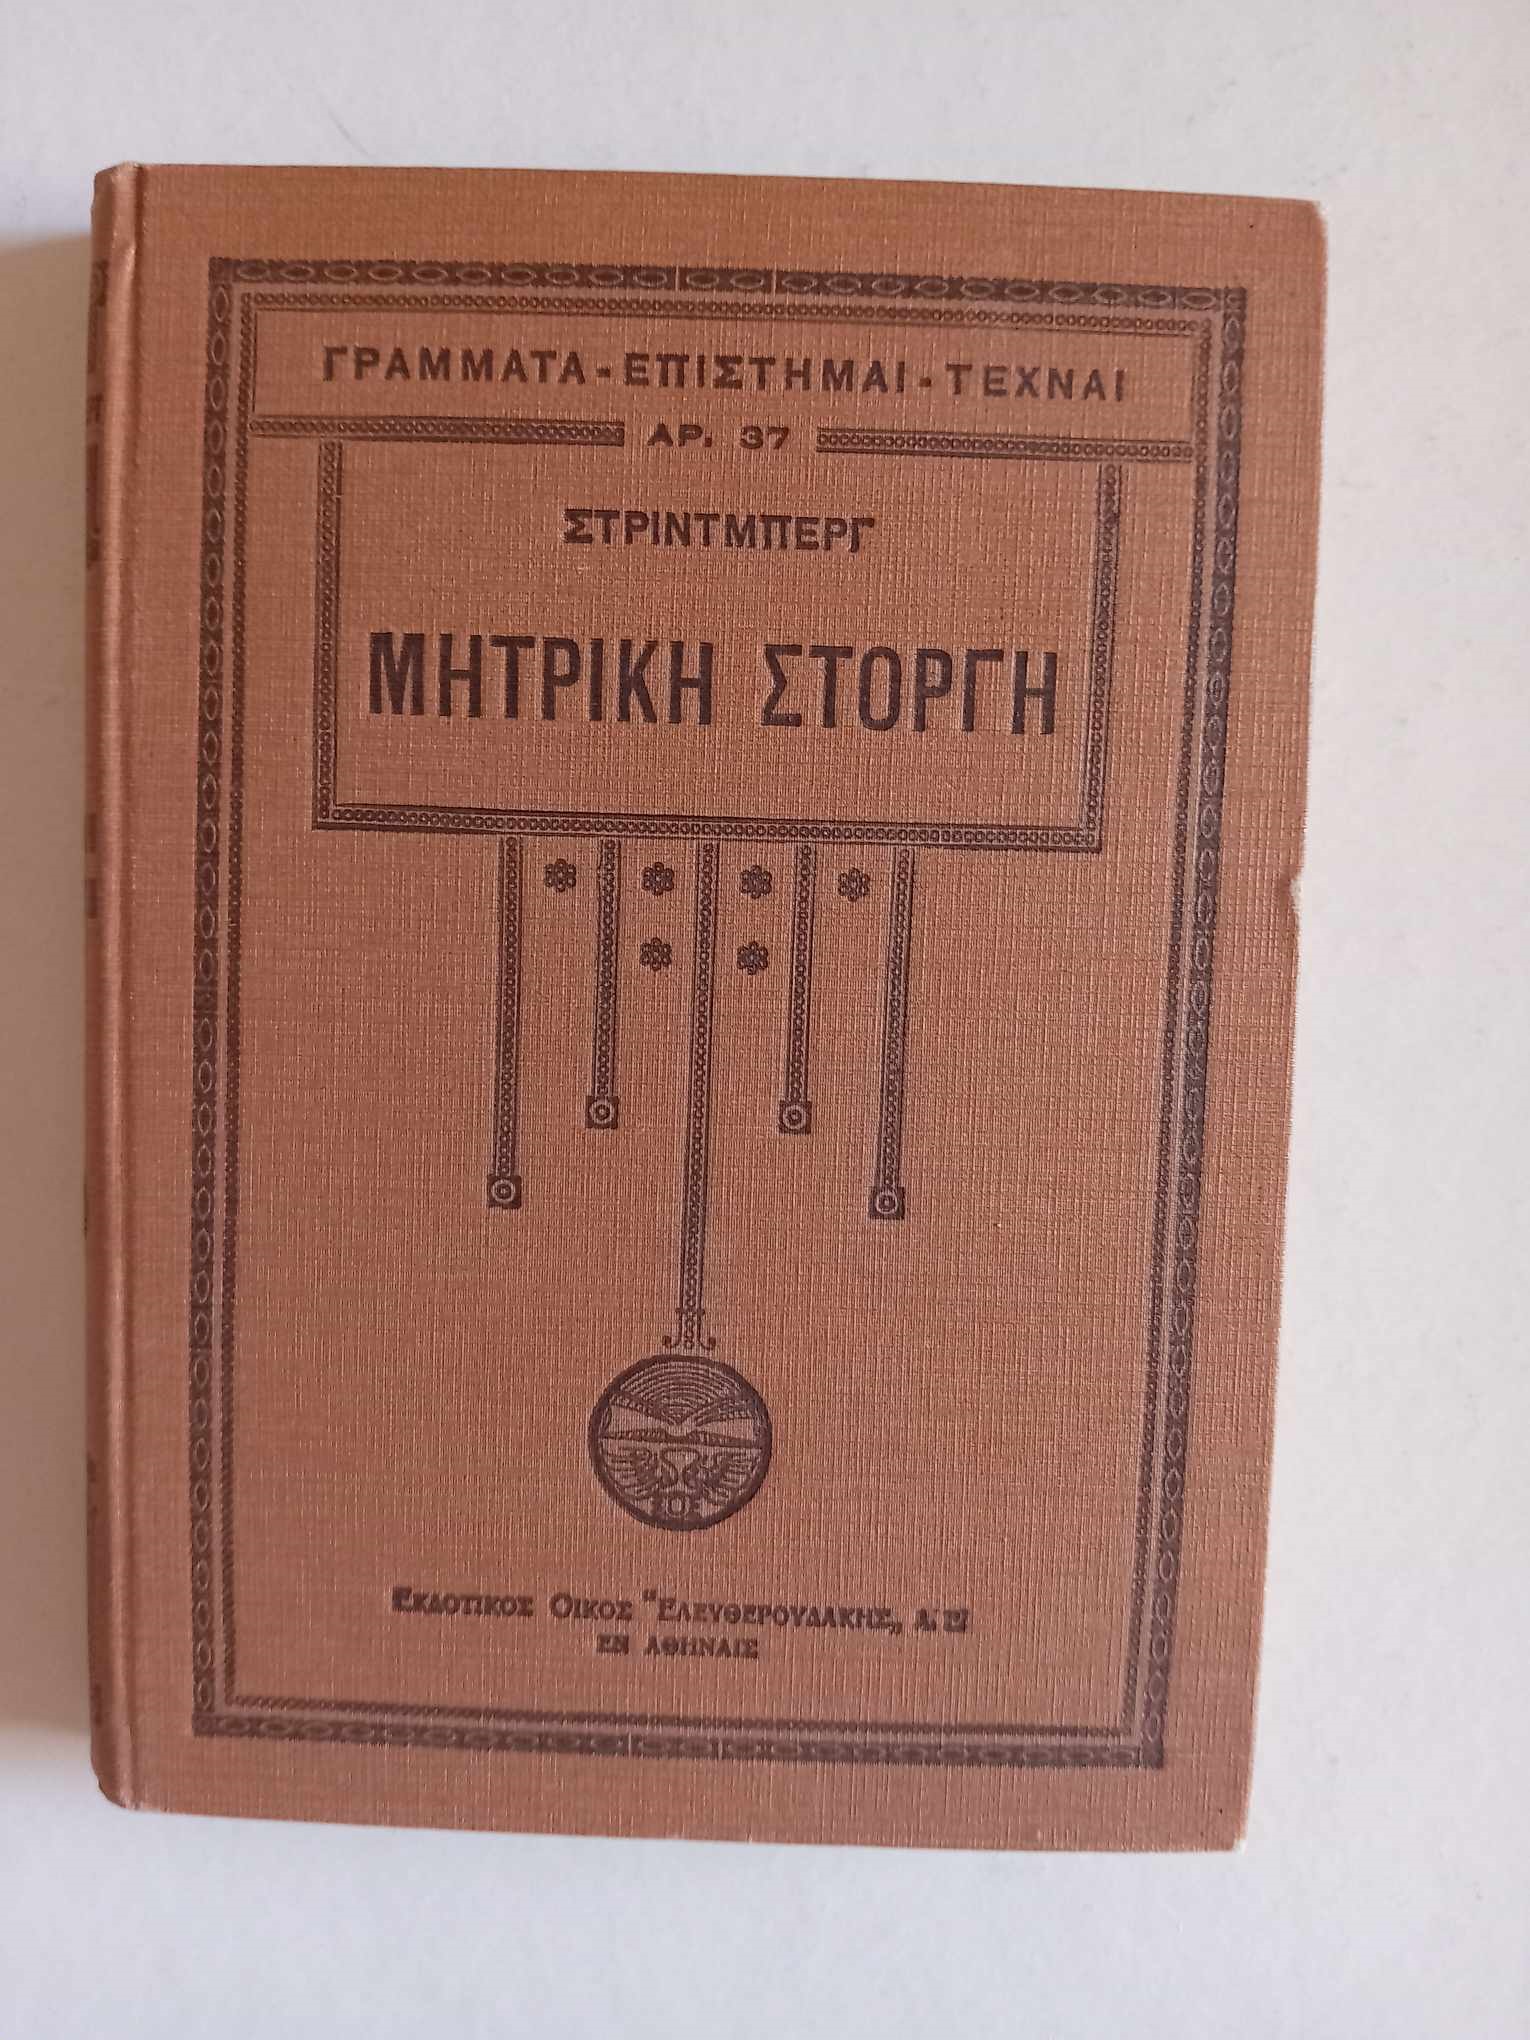 ΓΡΑΜΜΑΤΑ-ΕΠΙΣΤΗΜΑΙ-ΤΕΧΝΑΙ
ΑΡ. 37
ΣΤΡΙΝΤΜΠΕΡΓ
ΜΗΤΡΙΚΗ ΣΤΟΡΓΗ
ΕΚΔΟΤΙΚΟΣ ΟΙΚΟΣ "ΕΛΕΥΘΕΡΟΥΔΑΚΗΣ„ Α.Ε
ΕΝ ΑΘΗΝΑΙΣ